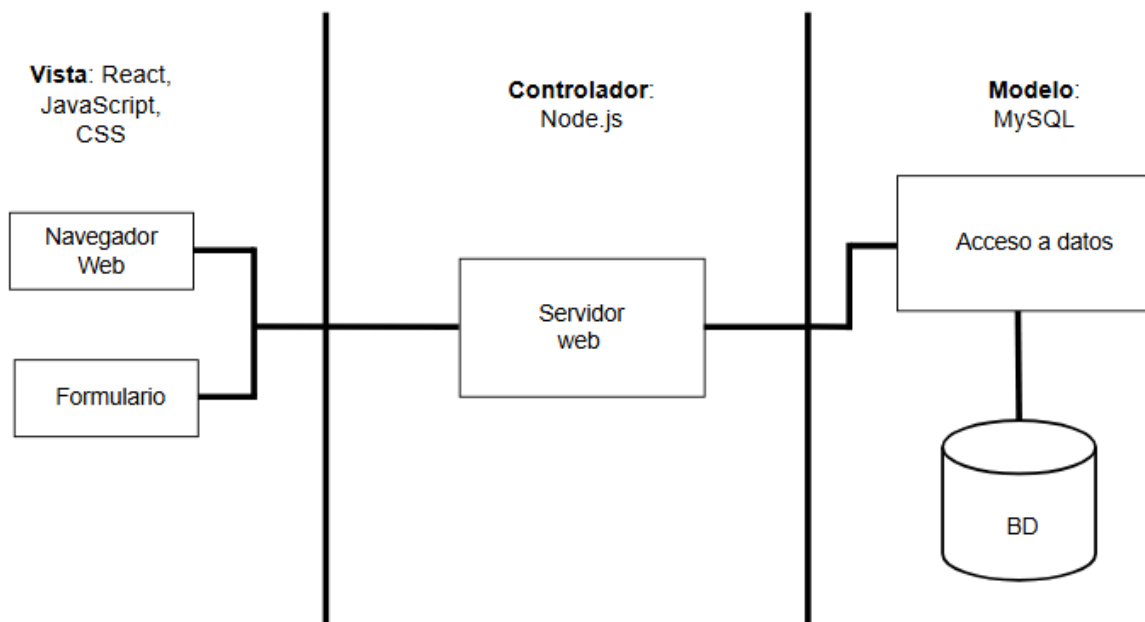 Vista: React,
JavaScript,
CSS
Navegador
Web
Formulario
Controlador:
Node.js
Servidor
web
Modelo:
MySQL
Acceso a datos
BD